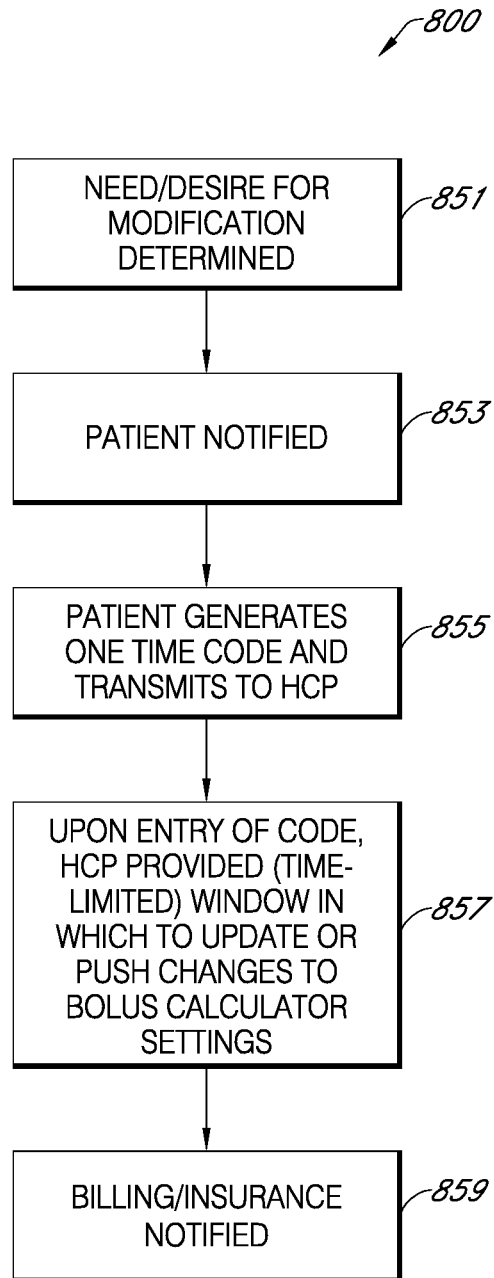 800
NEED/DESIRE FOR
MODIFICATION
DETERMINED
851
PATIENT NOTIFIED
853
PATIENT GENERATES
ONE TIME CODE AND
TRANSMITS TO HCP
855
UPON ENTRY OF CODE,
HCP PROVIDED (TIME-
LIMITED) WINDOW IN
WHICH TO UPDATE OR
PUSH CHANGES TO
BOLUS CALCULATOR
SETTINGS
857
BILLING/INSURANCE
NOTIFIED
859